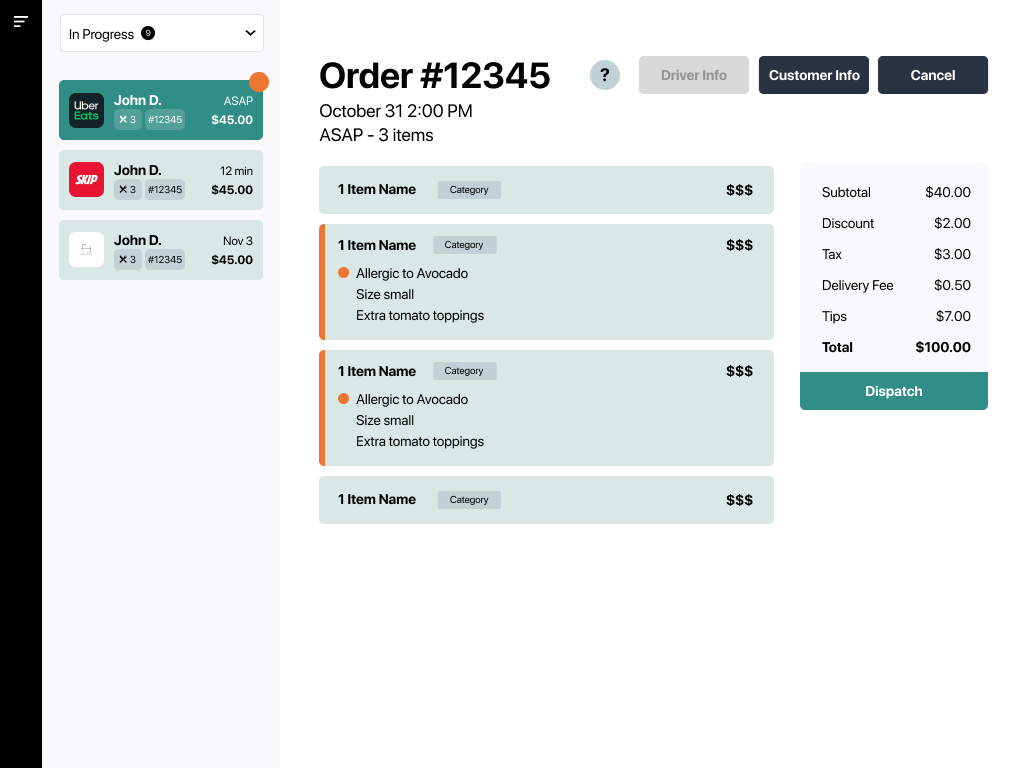 In Progress 9
Uber Eats
John D. ASAP
3 #12345 $45.00
SKIP
John D. 12 min
3 #12345 $45.00
John D. Nov 3
3 #12345 $45.00
Order #12345
? Driver Info Customer Info Cancel
October 31 2:00 PM
ASAP - 3 items
1 Item Name Category $$$
1 Item Name Category $$$
Allergic to Avocado
Size small
Extra tomato toppings
1 Item Name Category $$$
Allergic to Avocado
Size small
Extra tomato toppings
1 Item Name Category $$$
Subtotal $40.00
Discount $2.00
Tax $3.00
Delivery Fee $0.50
Tips $7.00
Total $100.00
Dispatch